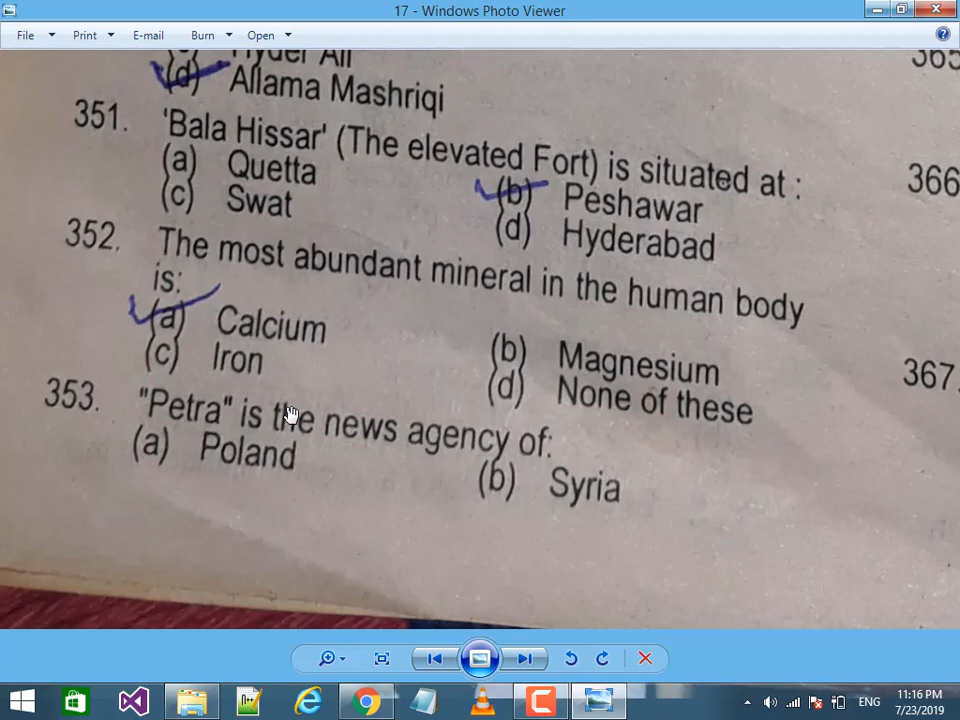 17 - Windows Photo Viewer
File Print E-mail Burn Open
(c) Hyder Ali
365
(d) Allama Mashriqi
351. 'Bala Hissar' (The elevated Fort) is situated at :
366
(a) Quetta (b) Peshawar
(c) Swat (d) Hyderabad
352. The most abundant mineral in the human body
is:
(a) Calcium (b) Magnesium
367.
(c) Iron (d) None of these
353. "Petra" is the news agency of:
(a) Poland (b) Syria
ENG
11:16 PM
7/23/2019